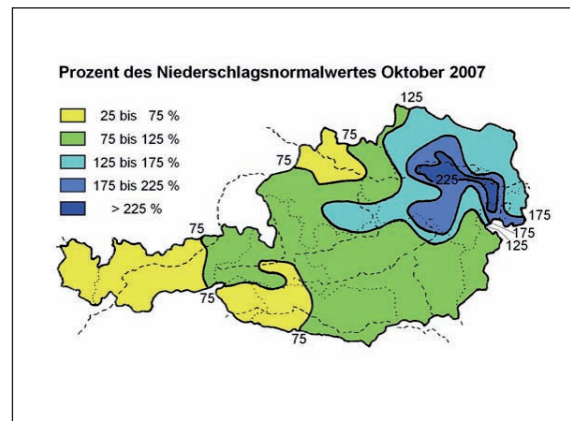 Prozent des Niederschlagsnormalwertes Oktober 2007
25 bis 75 %
75 bis 125 %
125 bis 175 %
175 bis 225 %
> 225 %
125
75
75
225
175
175
125
75
75
75